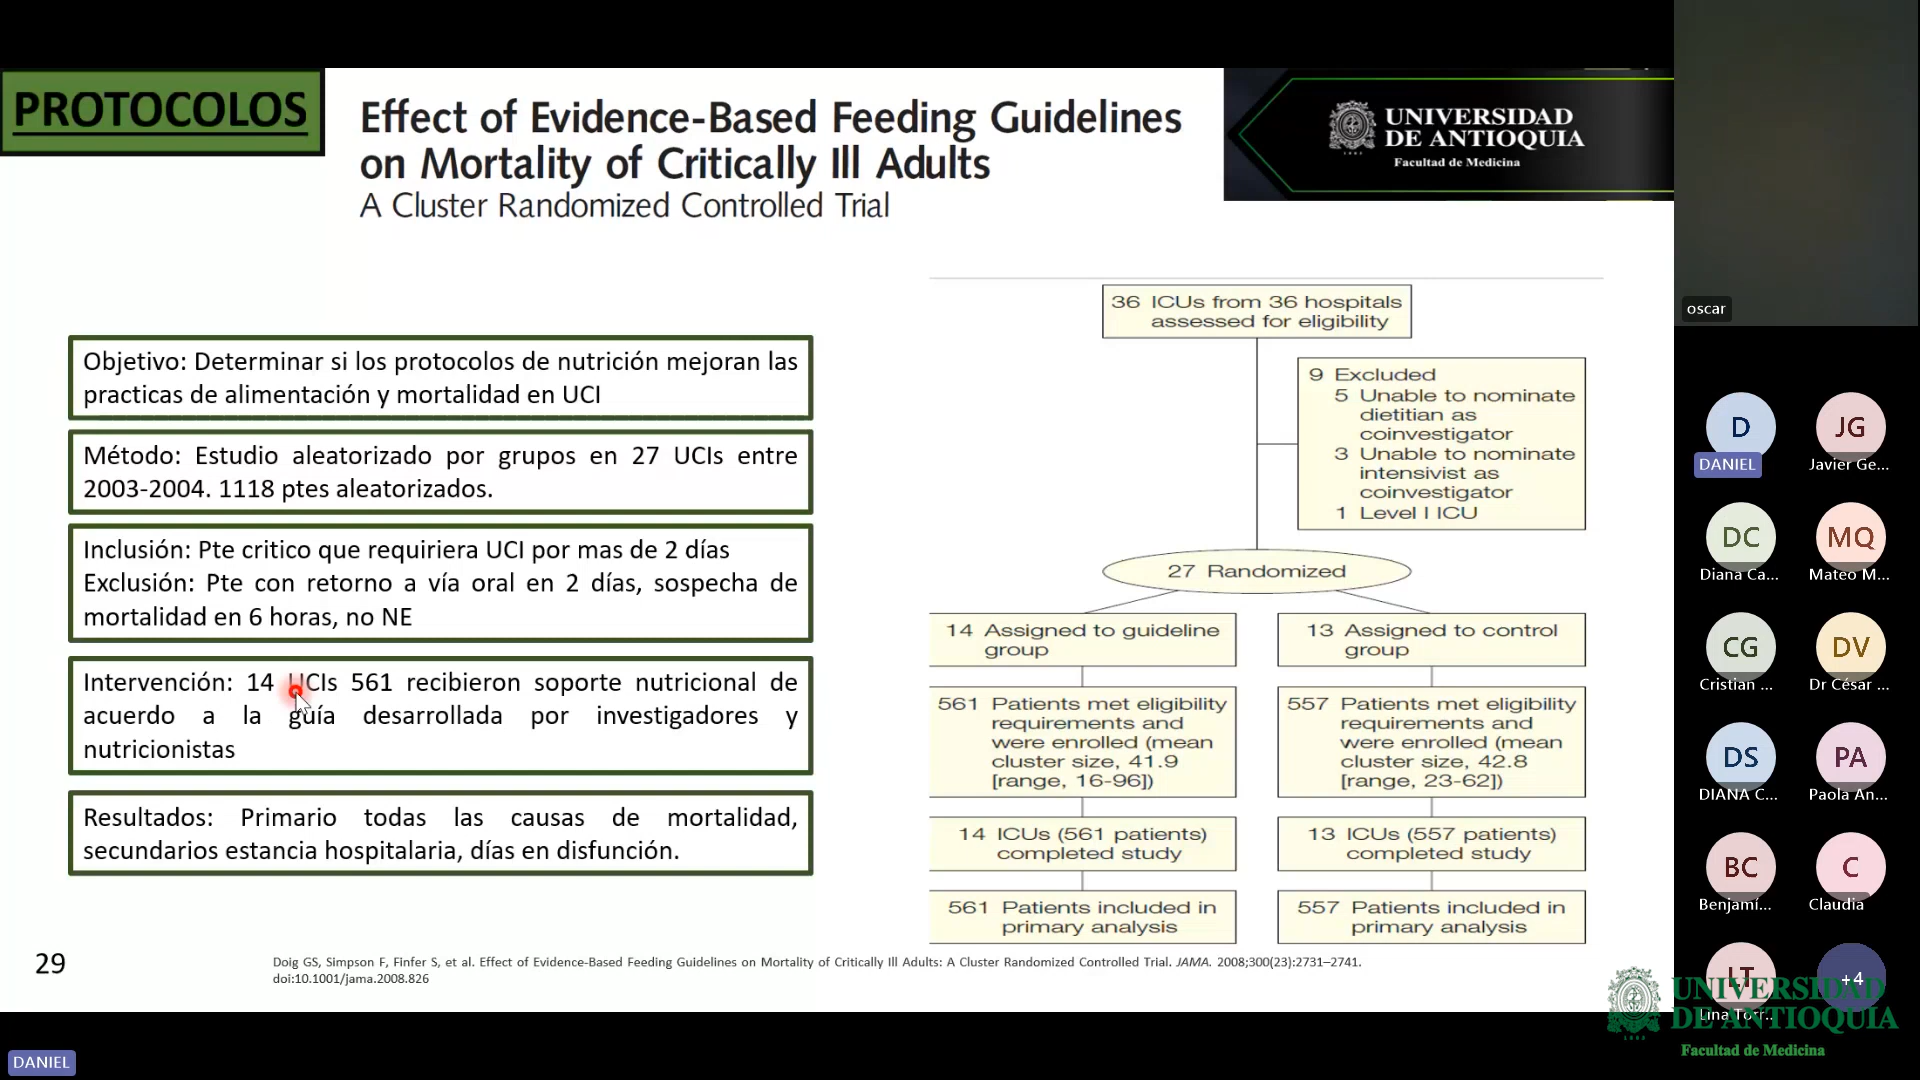 PROTOCOLOS
Effect of Evidence-Based Feeding Guidelines
on Mortality of Critically Ill Adults
A Cluster Randomized Controlled Trial
UNIVERSIDAD
DE ANTIOQUIA
Facultad de Medicina
Objetivo: Determinar si los protocolos de nutrición mejoran las
practicas de alimentación y mortalidad en UCI
Método: Estudio aleatorizado por grupos en 27 UCIs entre
2003-2004. 1118 ptes aleatorizados.
Inclusión: Pte critico que requiriera UCI por mas de 2 días
Exclusión: Pte con retorno a vía oral en 2 días, sospecha de
mortalidad en 6 horas, no NE
Intervención: 14 UCIs 561 recibieron soporte nutricional de
acuerdo a la guía desarrollada por investigadores y
nutricionistas
Resultados: Primario todas las causas de mortalidad,
secundarios estancia hospitalaria, días en disfunción.
36 ICUs from 36 hospitals
assessed for eligibility
9 Excluded
5 Unable to nominate
dietitian as
coinvestigator
3 Unable to nominate
intensivist as
coinvestigator
1 Level I ICU
27 Randomized
14 Assigned to guideline
group
13 Assigned to control
group
561 Patients met eligibility
requirements and
were enrolled (mean
cluster size, 41.9
[range, 16-96])
557 Patients met eligibility
requirements and
were enrolled (mean
cluster size, 42.8
[range, 23-62])
14 ICUs (561 patients)
completed study
13 ICUs (557 patients)
completed study
561 Patients included in
primary analysis
557 Patients included in
primary analysis
29
Doig GS, Simpson F, Finfer S, et al. Effect of Evidence-Based Feeding Guidelines on Mortality of Critically Ill Adults: A Cluster Randomized Controlled Trial. JAMA. 2008;300(23):2731–2741.
doi:10.1001/jama.2008.826
oscar
D
DANIEL
JG
Javier Ge...
DC
Diana Ca...
MQ
Mateo M...
CG
Cristian ...
DV
Dr César ...
DS
DIANA C...
PA
Paola An...
BC
Benjamí...
C
Claudia
LT
Lina Torr...
+4
UNIVERSIDAD
DE ANTIOQUIA
Facultad de Medicina
DANIEL